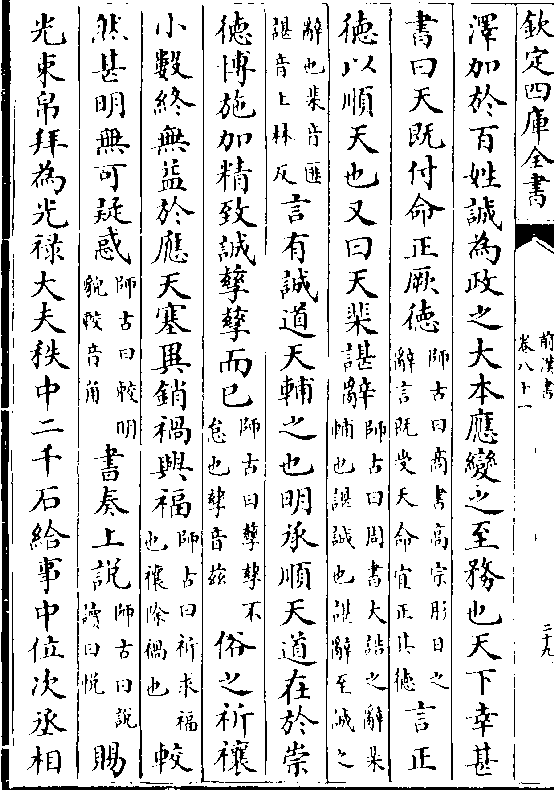 欽定四庫全書
前漢書
卷八十一
二十九
澤加於百姓誠為政之大本應變之至務也天下幸甚
書曰天既付命正厥德師古曰商書高宗肜日之辭言既受天命宜正其德言正
德以順天也又曰天棐諶辭師古曰周書大誥之辭棐輔也諶誠也諶辭至誠之
辭也棐音匪諶音上林反言有誠道天輔之也明承順天道在於崇
德博施加精致誠孳孳而已師古曰孳孳不怠也孳音兹俗之祈禳
小數終無益於應天塞異銷禍興福師古曰祈求福也禳除禍也較
然甚明無可疑惑師古曰較明貌較音角書奏上說師古曰說讀曰悅賜
光束帛拜為光祿大夫秩中二千石給事中位次丞相